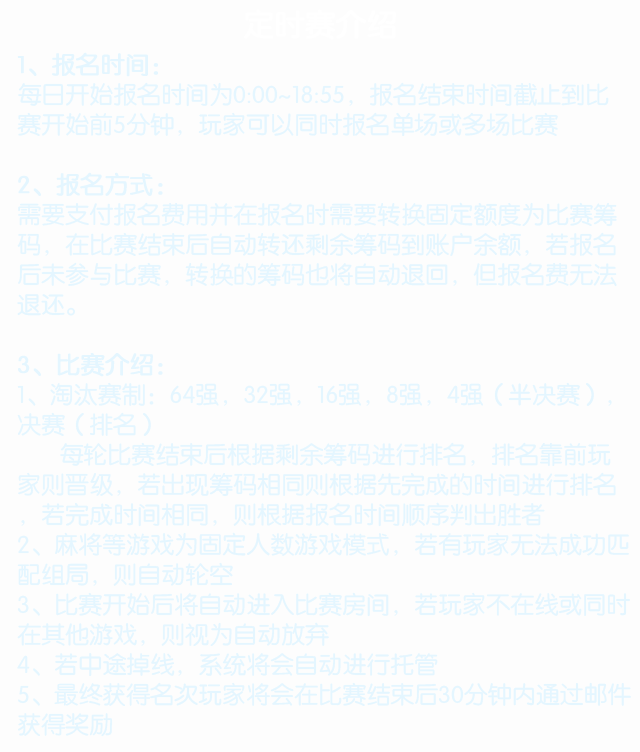 定时赛介绍
1、报名时间：
每日开始报名时间为0:00~18:55，报名结束时间截止到比
赛开始前5分钟，玩家可以同时报名单场或多场比赛
2、报名方式：
需要支付报名费用并在报名时需要转换固定额度为比赛筹
码，在比赛结束后自动转还剩余筹码到账户余额，若报名
后未参与比赛，转换的筹码也将自动退回，但报名费无法
退还。
3、比赛介绍：
1、淘汰赛制：64强，32强，16强，8强，4强（半决赛），
决赛（排名）
每轮比赛结束后根据剩余筹码进行排名，排名靠前玩
家则晋级，若出现筹码相同则根据先完成的时间进行排名
，若完成时间相同，则根据报名时间顺序判出胜者
2、麻将等游戏为固定人数游戏模式，若有玩家无法成功匹
配组局，则自动轮空
3、比赛开始后将自动进入比赛房间，若玩家不在线或同时
在其他游戏，则视为自动放弃
4、若中途掉线，系统将会自动进行托管
5、最终获得名次玩家将会在比赛结束后30分钟内通过邮件
获得奖励